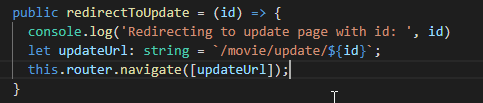 public redirectToUpdate = (id) => {
console.log('Redirecting to update page with id: ', id)
let updateUrl: string = `/movie/update/${id}`;
this.router.navigate([updateUrl]);
}